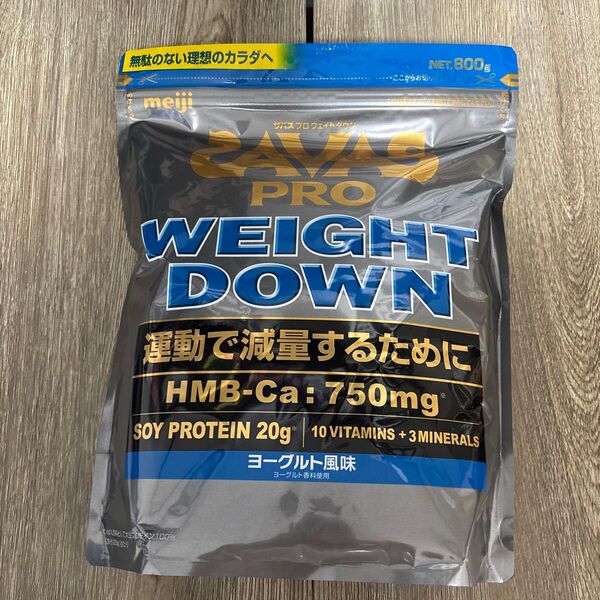 無駄のない理想のカラダへ
NET.800g
meiji
ザバス プロ ウェイトダウン
SAVAS
PRO
WEIGHT
DOWN
運動で減量するために
HMB-Ca:750mg※
SOY PROTEIN 20g※ 10 VITAMINS + 3 MINERALS
ヨーグルト風味
ヨーグルト香料使用